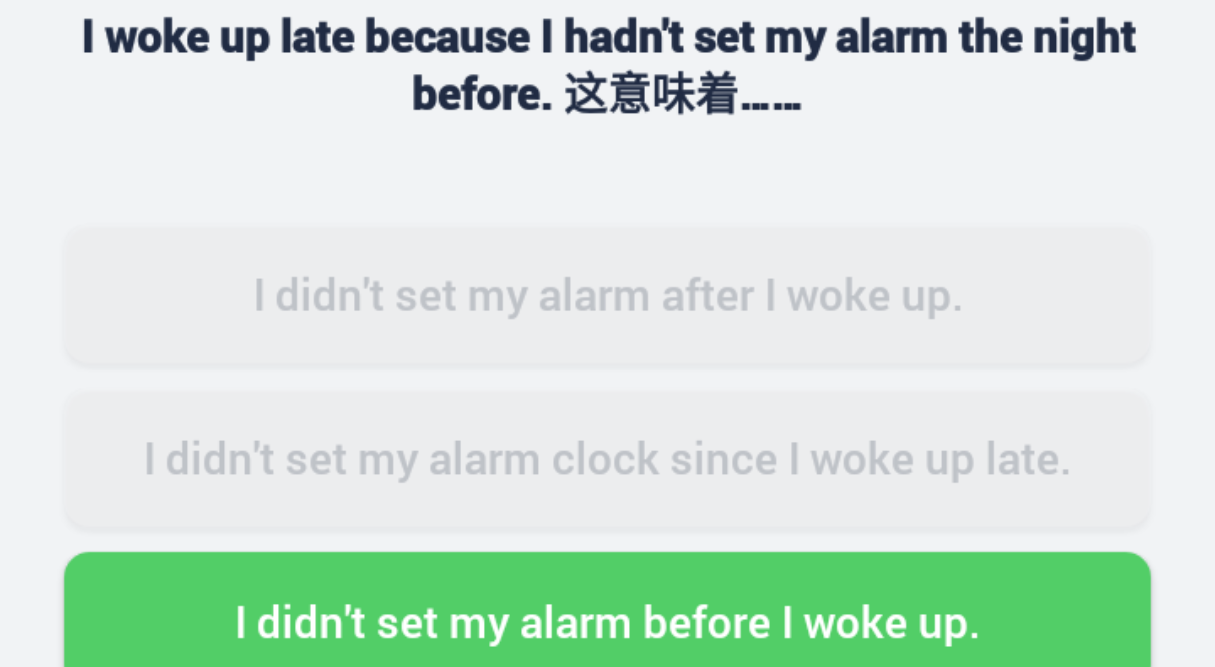 I woke up late because I hadn't set my alarm the night
before. 这意味着……
I didn't set my alarm after I woke up.
I didn't set my alarm clock since I woke up late.
I didn't set my alarm before I woke up.